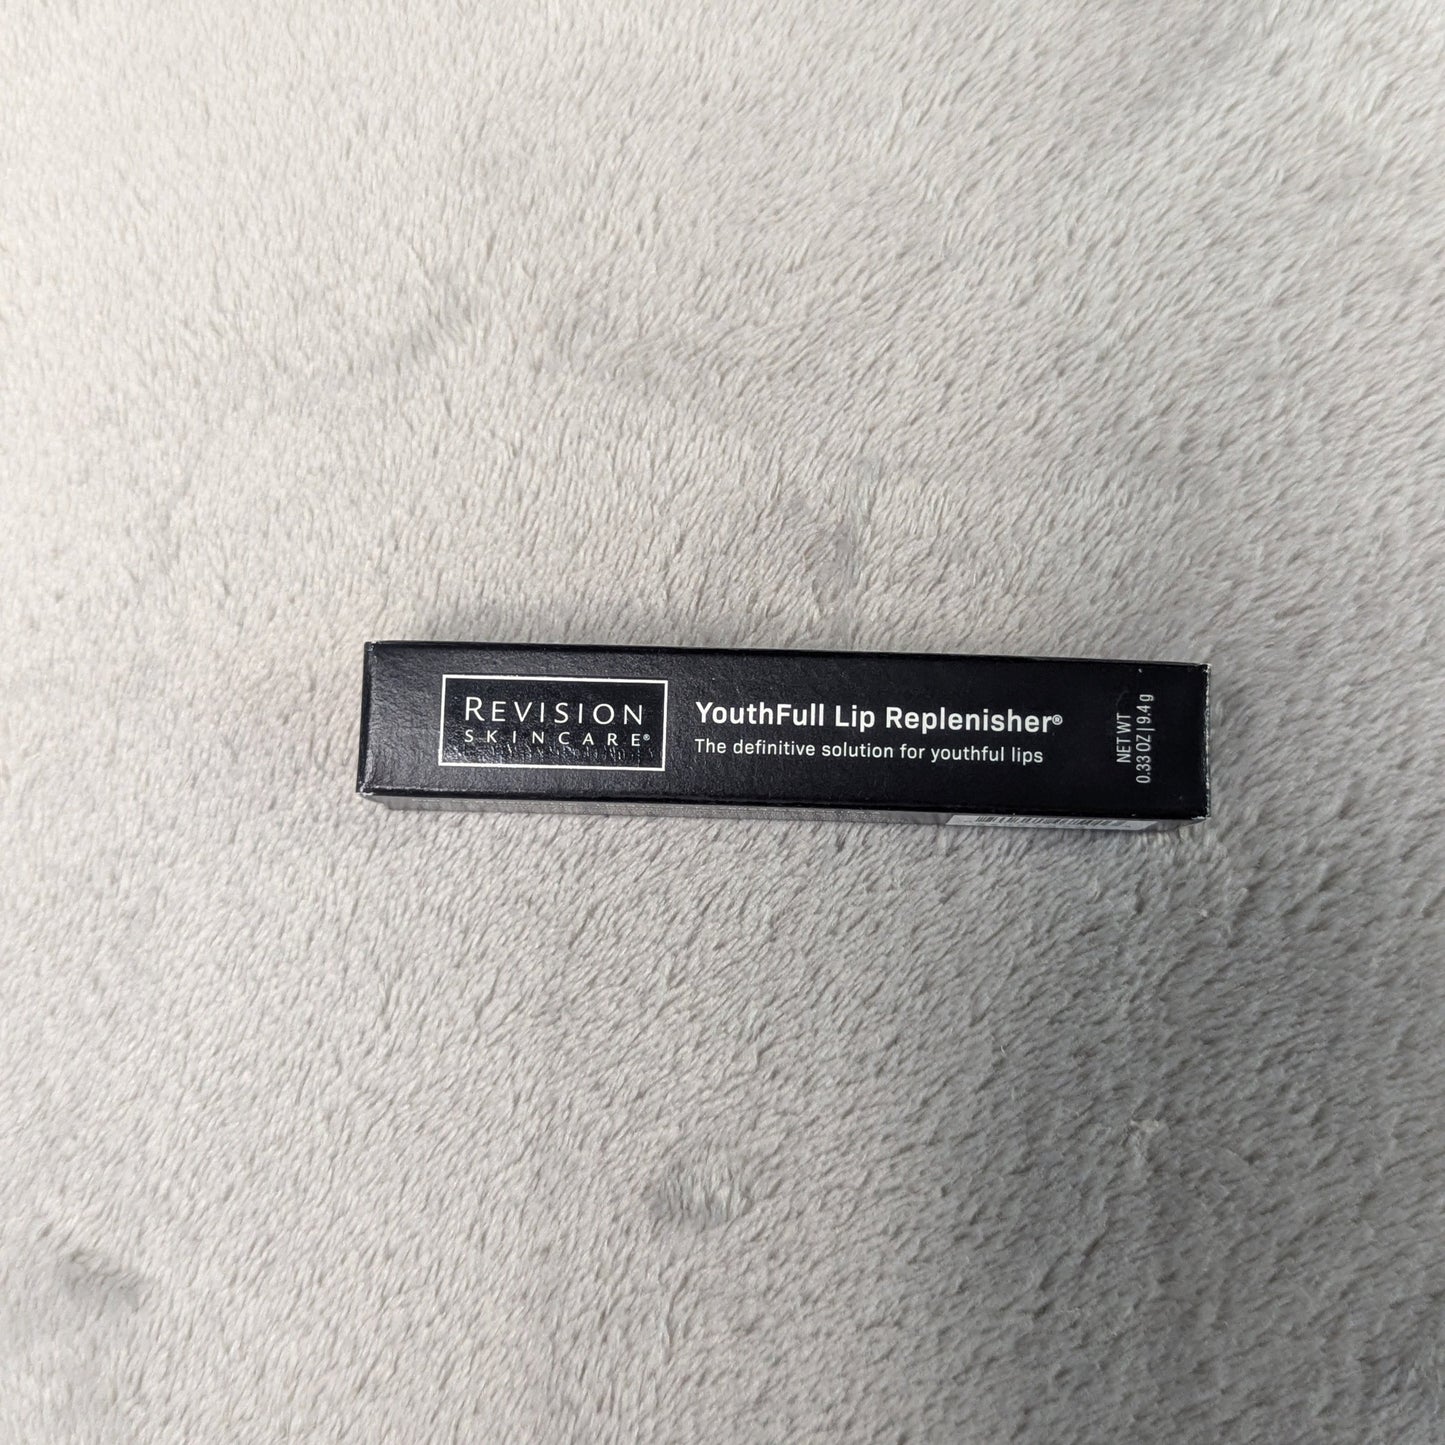 REVISION
SKINCARE®
YouthFull Lip Replenisher®
The definitive solution for youthful lips
NET WT
0.33 OZ | 9.4 g